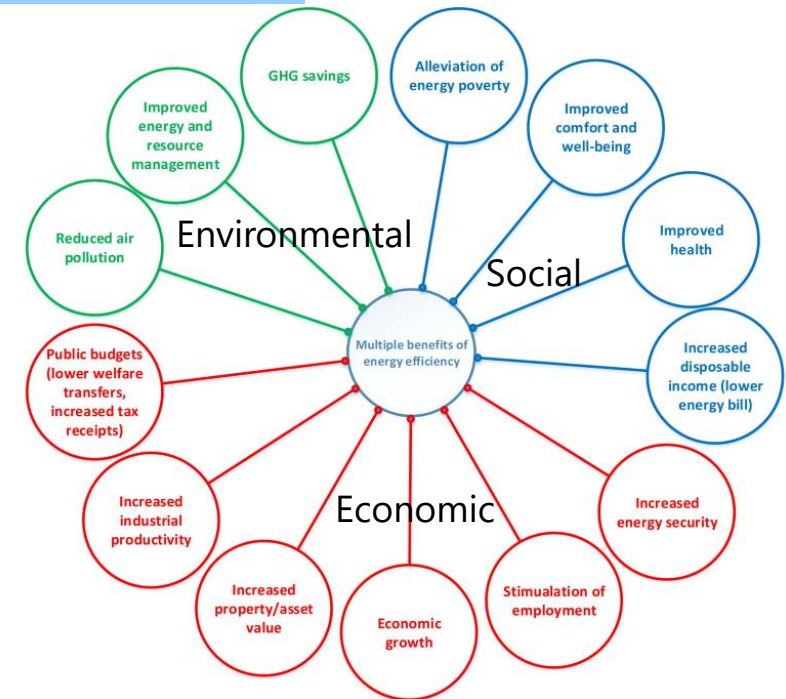 GHG savings
Alleviation of
energy poverty
Improved
energy and
resource
management
Improved
comfort and
well-being
Reduced air
pollution
Environmental
Improved
health
Social
Multiple benefits of
energy efficiency
Public budgets
(lower welfare
transfers,
increased tax
receipts)
Increased
disposable
income (lower
energy bill)
Increased
industrial
productivity
Economic
Increased
energy security
Increased
property/asset
value
Economic
growth
Stimualation of
employment